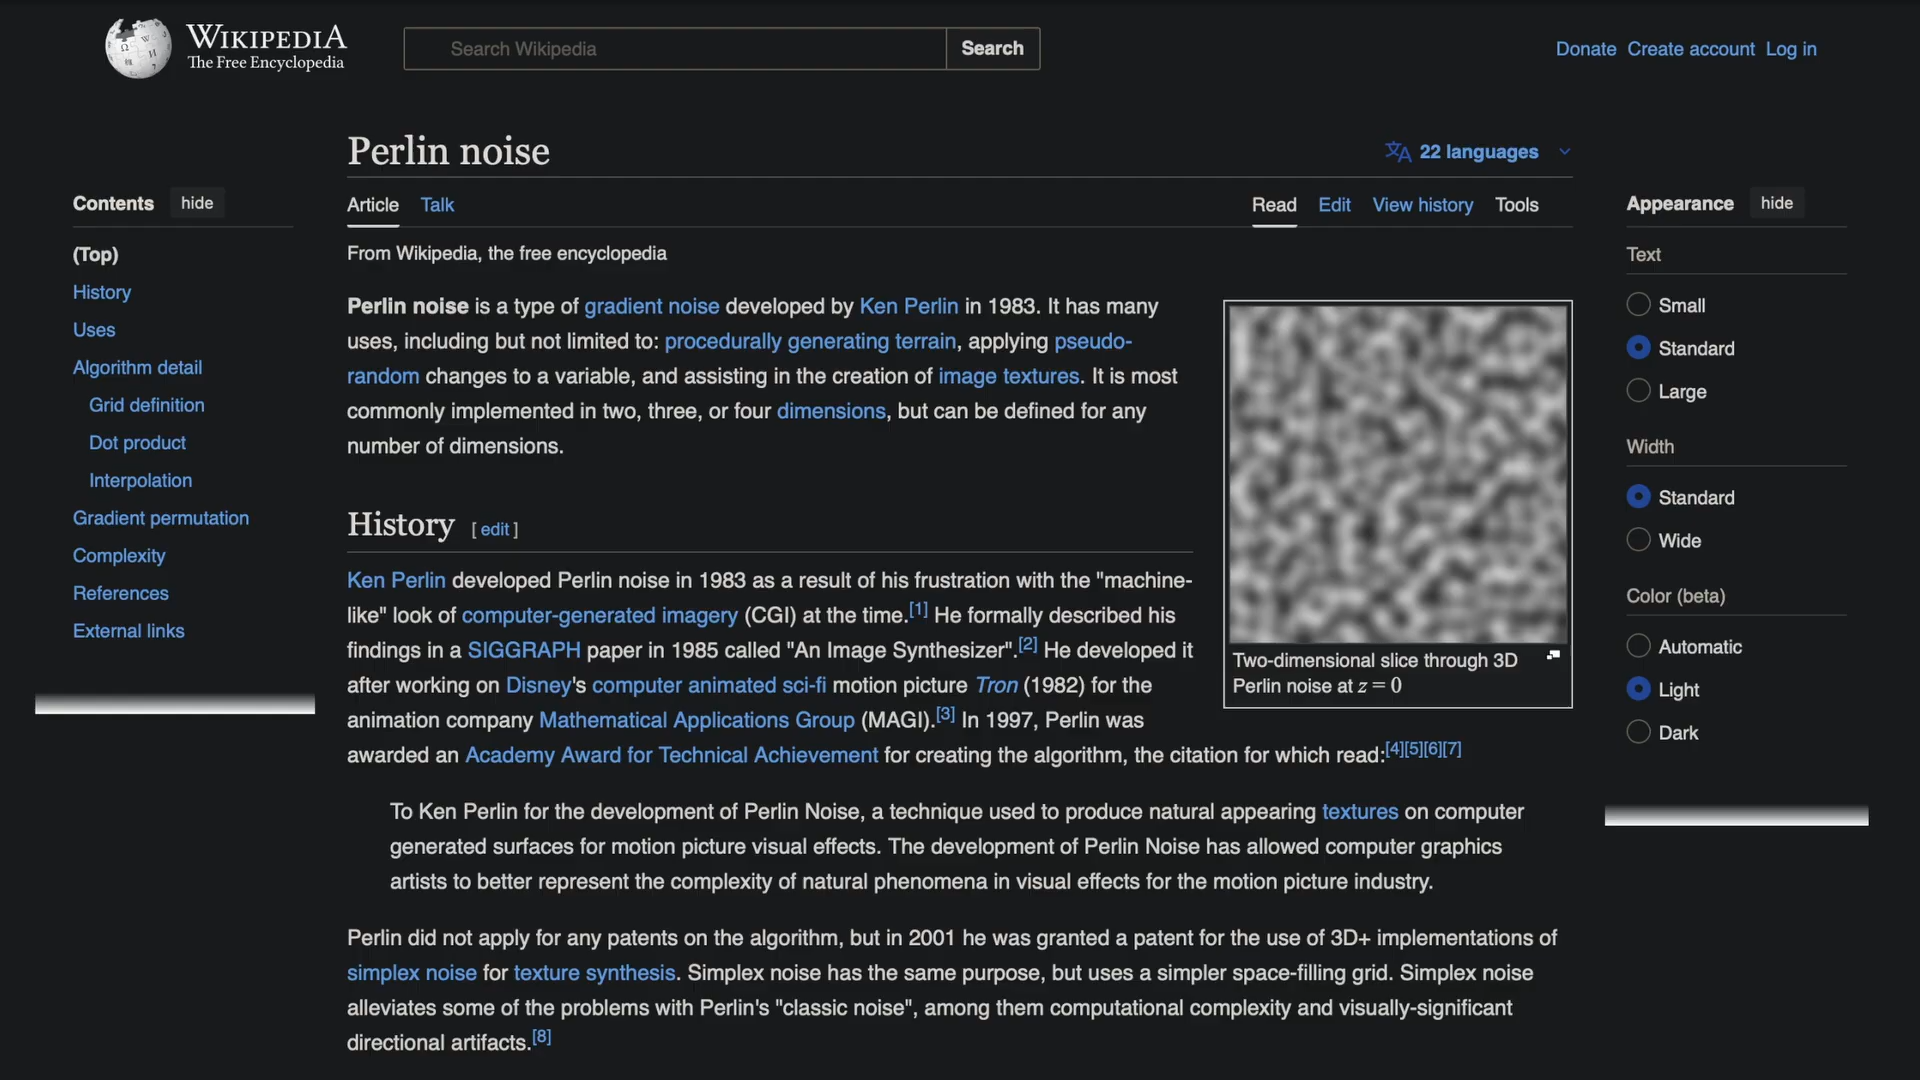 WIKIPEDIA
The Free Encyclopedia
Search Wikipedia
Search
Donate Create account Log in
Perlin noise
22 languages
Contents hide
(Top)
History
Uses
Algorithm detail
Grid definition
Dot product
Interpolation
Gradient permutation
Complexity
References
External links
Article Talk
Read Edit View history Tools
From Wikipedia, the free encyclopedia
Perlin noise is a type of gradient noise developed by Ken Perlin in 1983. It has many
uses, including but not limited to: procedurally generating terrain, applying pseudo-
random changes to a variable, and assisting in the creation of image textures. It is most
commonly implemented in two, three, or four dimensions, but can be defined for any
number of dimensions.
Two-dimensional slice through 3D
Perlin noise at z = 0
History [ edit ]
Ken Perlin developed Perlin noise in 1983 as a result of his frustration with the "machine-
like" look of computer-generated imagery (CGI) at the time.[1] He formally described his
findings in a SIGGRAPH paper in 1985 called "An Image Synthesizer".[2] He developed it
after working on Disney's computer animated sci-fi motion picture Tron (1982) for the
animation company Mathematical Applications Group (MAGI).[3] In 1997, Perlin was
awarded an Academy Award for Technical Achievement for creating the algorithm, the citation for which read:[4][5][6][7]
To Ken Perlin for the development of Perlin Noise, a technique used to produce natural appearing textures on computer
generated surfaces for motion picture visual effects. The development of Perlin Noise has allowed computer graphics
artists to better represent the complexity of natural phenomena in visual effects for the motion picture industry.
Perlin did not apply for any patents on the algorithm, but in 2001 he was granted a patent for the use of 3D+ implementations of
simplex noise for texture synthesis. Simplex noise has the same purpose, but uses a simpler space-filling grid. Simplex noise
alleviates some of the problems with Perlin's "classic noise", among them computational complexity and visually-significant
directional artifacts.[8]
Appearance hide
Text
Small
Standard
Large
Width
Standard
Wide
Color (beta)
Automatic
Light
Dark